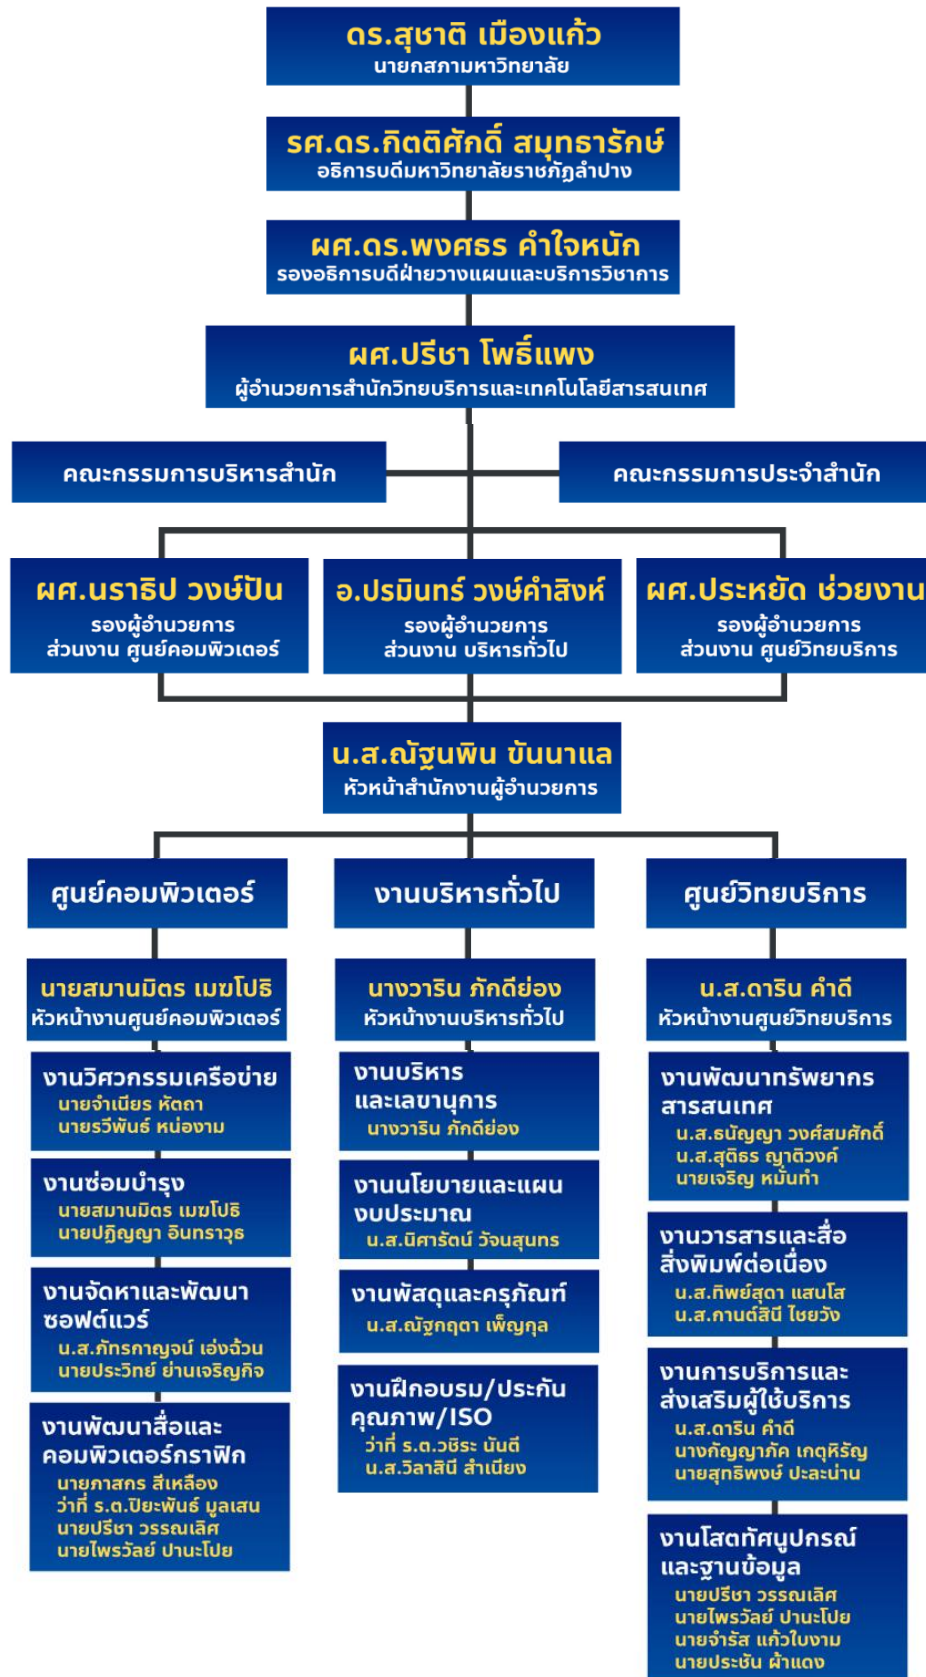 ดร.สุชาติ เมืองแก้ว
นายกสภามหาวิทยาลัย
รศ.ดร.กิตติศักดิ์ สมุทธารักษ์
อธิการบดีมหาวิทยาลัยราชภัฏลำปาง
ผศ.ดร.พงศธร คำใจหนัก
รองอธิการบดีฝ่ายวางแผนและบริการวิชาการ
ผศ.ปรีชา โพธิ์แพง
ผู้อำนวยการสำนักวิทยบริการและเทคโนโลยีสารสนเทศ
คณะกรรมการบริหารสำนัก
คณะกรรมการประจำสำนัก
ผศ.นราธิป วงษ์ปัน
รองผู้อำนวยการ
ส่วนงาน ศูนย์คอมพิวเตอร์
อ.ปรมินทร์ วงษ์คำสิงห์
รองผู้อำนวยการ
ส่วนงาน บริหารทั่วไป
ผศ.ประหยัด ช่วยงาน
รองผู้อำนวยการ
ส่วนงาน ศูนย์วิทยบริการ
น.ส.ณัฐนพิน ขันนาแล
หัวหน้าสำนักงานผู้อำนวยการ
ศูนย์คอมพิวเตอร์
นายสมานมิตร เมฆโปธิ
หัวหน้างานศูนย์คอมพิวเตอร์
งานวิศวกรรมเครือข่าย
นายจำเนียร หัตถา
นายรวีพันธ์ หน่องาม
งานซ่อมบำรุง
นายสมานมิตร เมฆโปธิ
นายปฏิญญา อินทราวุธ
งานจัดหาและพัฒนา
ซอฟต์แวร์
น.ส.ภัทรกาญจน์ เอ่งฉ้วน
นายประวิทย์ ย่านเจริญกิจ
งานพัฒนาสื่อและ
คอมพิวเตอร์กราฟิก
นายภาสกร สีเหลือง
ว่าที่ ร.ต.ปิยะพันธ์ มูลเสน
นายปรีชา วรรณเลิศ
นายไพรวัลย์ ปานะโปย
งานบริหารทั่วไป
นางวาริน ภักดีย่อง
หัวหน้างานบริหารทั่วไป
งานบริหาร
และเลขานุการ
นางวาริน ภักดีย่อง
งานนโยบายและแผน
งบประมาณ
น.ส.นิศารัตน์ วัจนสุนทร
งานพัสดุและครุภัณฑ์
น.ส.ณัฐกฤตา เพ็ญกุล
งานฝึกอบรม/ประกัน
คุณภาพ/ISO
ว่าที่ ร.ต.วชิระ นันตี
น.ส.วิลาสินี สำเนียง
ศูนย์วิทยบริการ
น.ส.ดาริน คำดี
หัวหน้างานศูนย์วิทยบริการ
งานพัฒนาทรัพยากร
สารสนเทศ
น.ส.ธนัญญา วงศ์สมศักดิ์
น.ส.สุติธร ญาติวงค์
นายเจริญ หมั่นทำ
งานวารสารและสื่อ
สิ่งพิมพ์ต่อเนื่อง
น.ส.ทิพย์สุดา แสนโส
น.ส.กานต์สินี ไชยวัง
งานการบริการและ
ส่งเสริมผู้ใช้บริการ
น.ส.ดาริน คำดี
นางกัญญาภัค เกตุหิรัญ
นายสุทธิพงษ์ ปะละน่าน
งานโสตทัศนูปกรณ์
และฐานข้อมูล
นายปรีชา วรรณเลิศ
นายไพรวัลย์ ปานะโปย
นายจำรัส แก้วใบงาม
นายประชัน ผ้าแดง